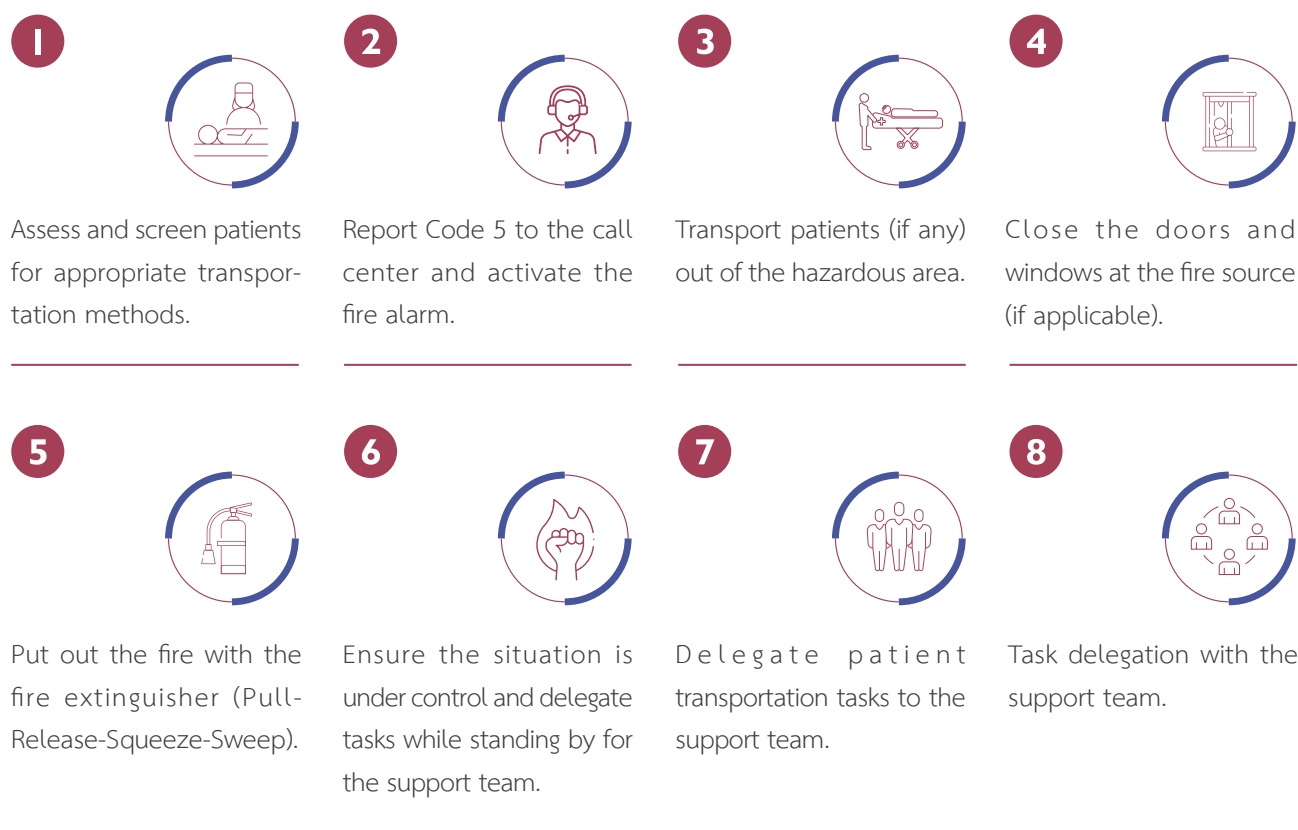 1
Assess and screen patients
for appropriate transpor-
tation methods.
2
Report Code 5 to the call
center and activate the
fire alarm.
3
Transport patients (if any)
out of the hazardous area.
4
Close the doors and
windows at the fire source
(if applicable).
5
Put out the fire with the
fire extinguisher (Pull-
Release-Squeeze-Sweep).
6
Ensure the situation is
under control and delegate
tasks while standing by for
the support team.
7
Delegate patient
transportation tasks to the
support team.
8
Task delegation with the
support team.